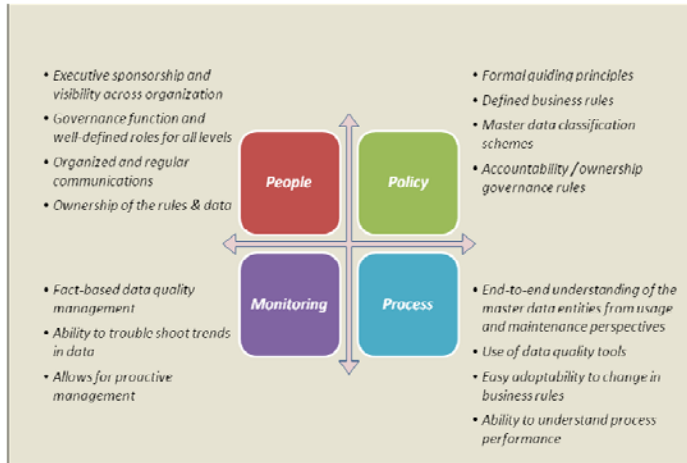 • Executive sponsorship and
visibility across organization
• Governance function and
well-defined roles for all levels
• Organized and regular
communications
• Ownership of the rules & data
People
• Formal guiding principles
• Defined business rules
• Master data classification
schemes
• Accountability / ownership
governance rules
Policy
• Fact-based data quality
management
• Ability to trouble shoot trends
in data
• Allows for proactive
management
Monitoring
• End-to-end understanding of the
master data entities from usage
and maintenance perspectives
• Use of data quality tools
• Easy adaptability to change in
business rules
• Ability to understand process
performance
Process